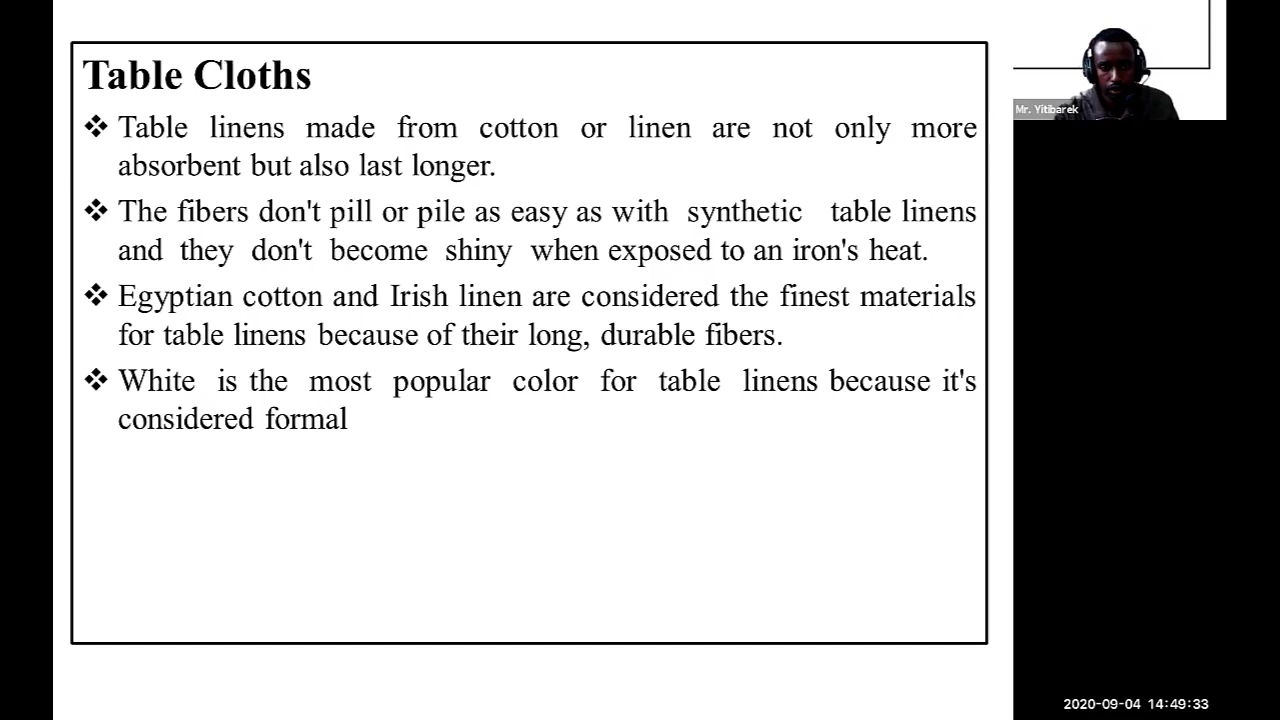 Table Cloths
❖ Table linens made from cotton or linen are not only more
absorbent but also last longer.
❖ The fibers don't pill or pile as easy as with synthetic table linens
and they don't become shiny when exposed to an iron's heat.
❖ Egyptian cotton and Irish linen are considered the finest materials
for table linens because of their long, durable fibers.
❖ White is the most popular color for table linens because it's
considered formal
Mr. Yitibarek
2020-09-04 14:49:33